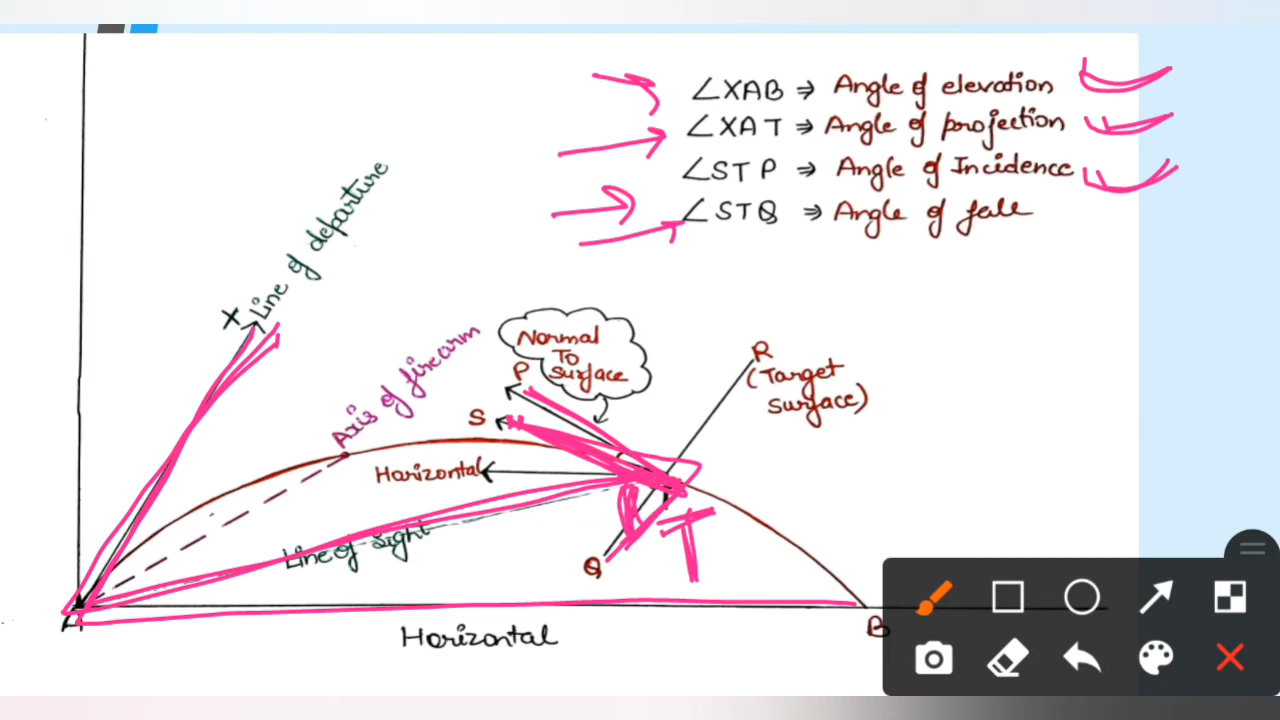 ∠XAB ⇒ Angle of elevation
∠XAT ⇒ Angle of projection
∠STP ⇒ Angle of Incidence
∠STQ ⇒ Angle of fall
X
Line of departure
Axis of firearm
Normal
To
surface
P
S
R
(Target
surface)
Horizontal
Line of sight
T
Q
A
B
Horizontal